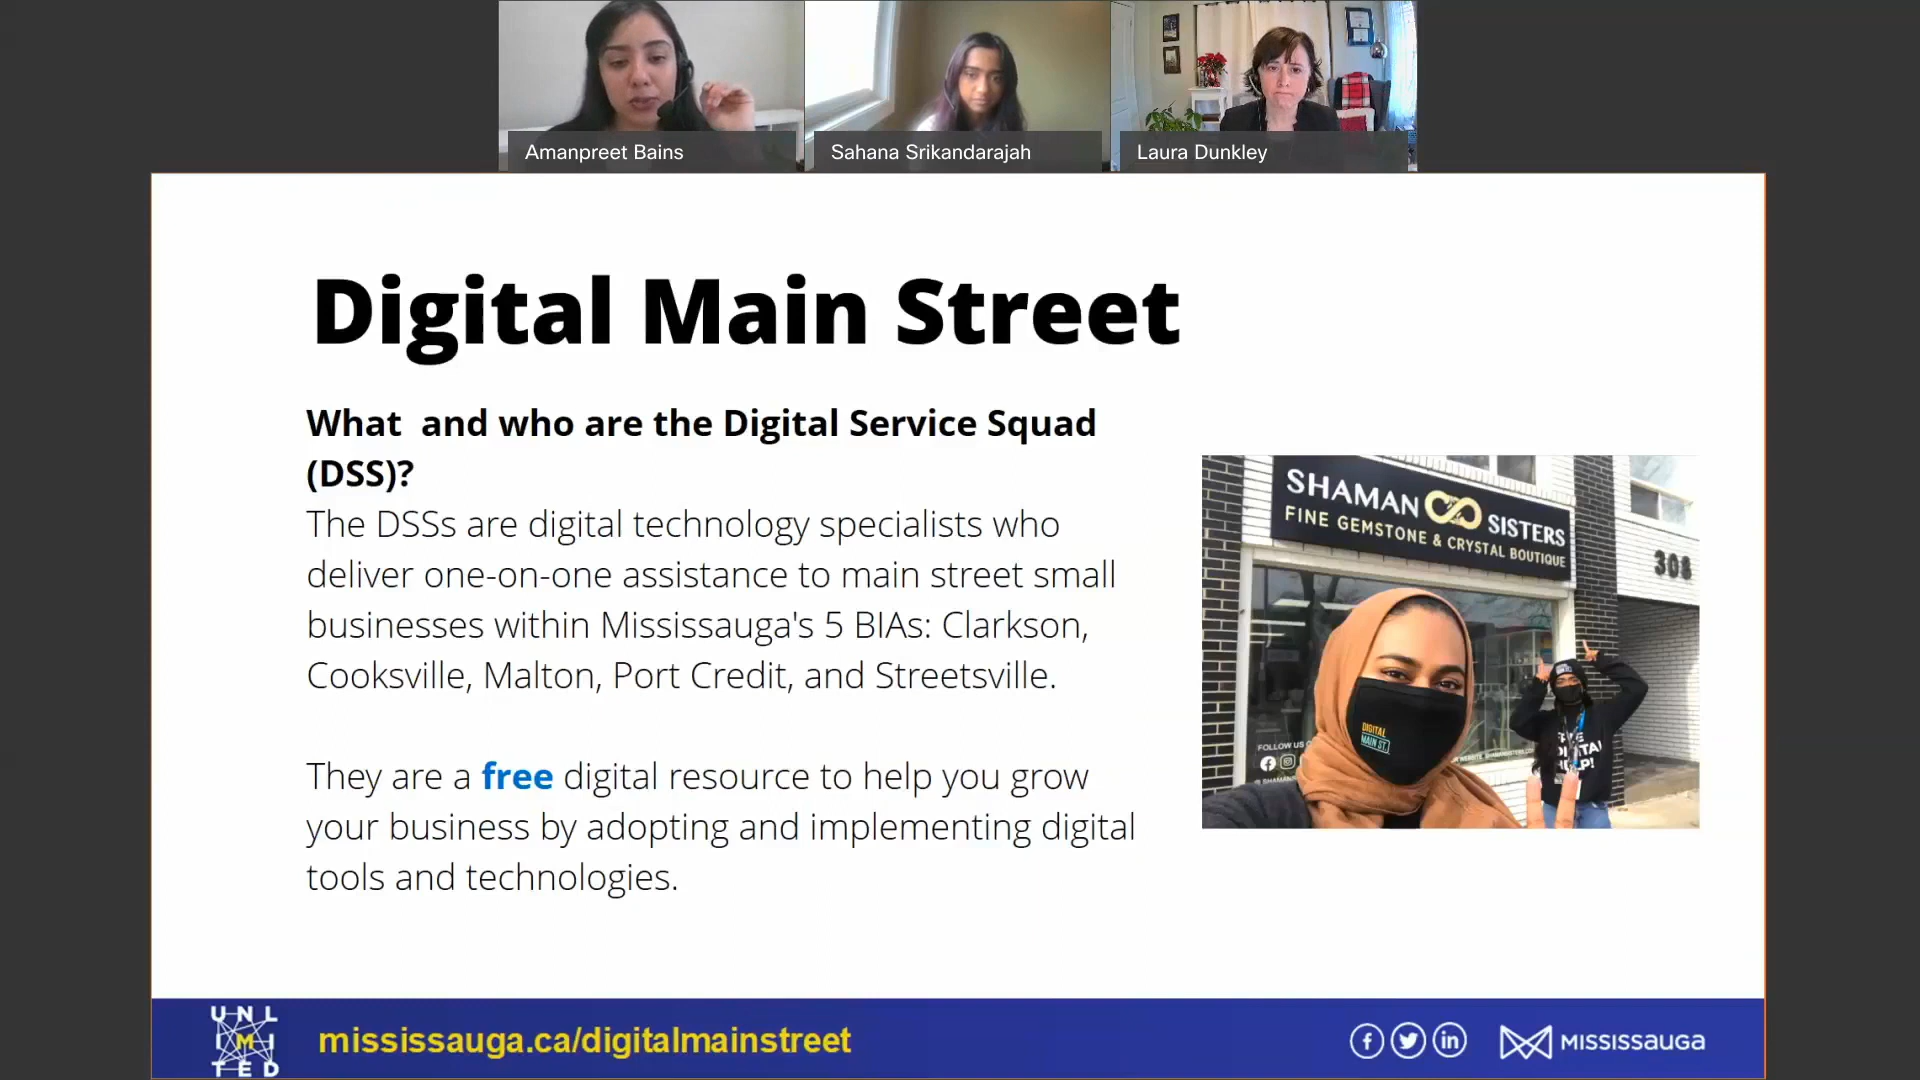 Amanpreet Bains
Sahana Srikandarajah
Laura Dunkley
Digital Main Street
What and who are the Digital Service Squad
(DSS)?
The DSSs are digital technology specialists who
deliver one-on-one assistance to main street small
businesses within Mississauga's 5 BIAs: Clarkson,
Cooksville, Malton, Port Credit, and Streetsville.
They are a free digital resource to help you grow
your business by adopting and implementing digital
tools and technologies.
SHAMAN SISTERS
FINE GEMSTONE & CRYSTAL BOUTIQUE
308
DIGITAL
MAIN ST.
FOLLOW US
UNL
IMI
TED
mississauga.ca/digitalmainstreet
MISSISSAUGA